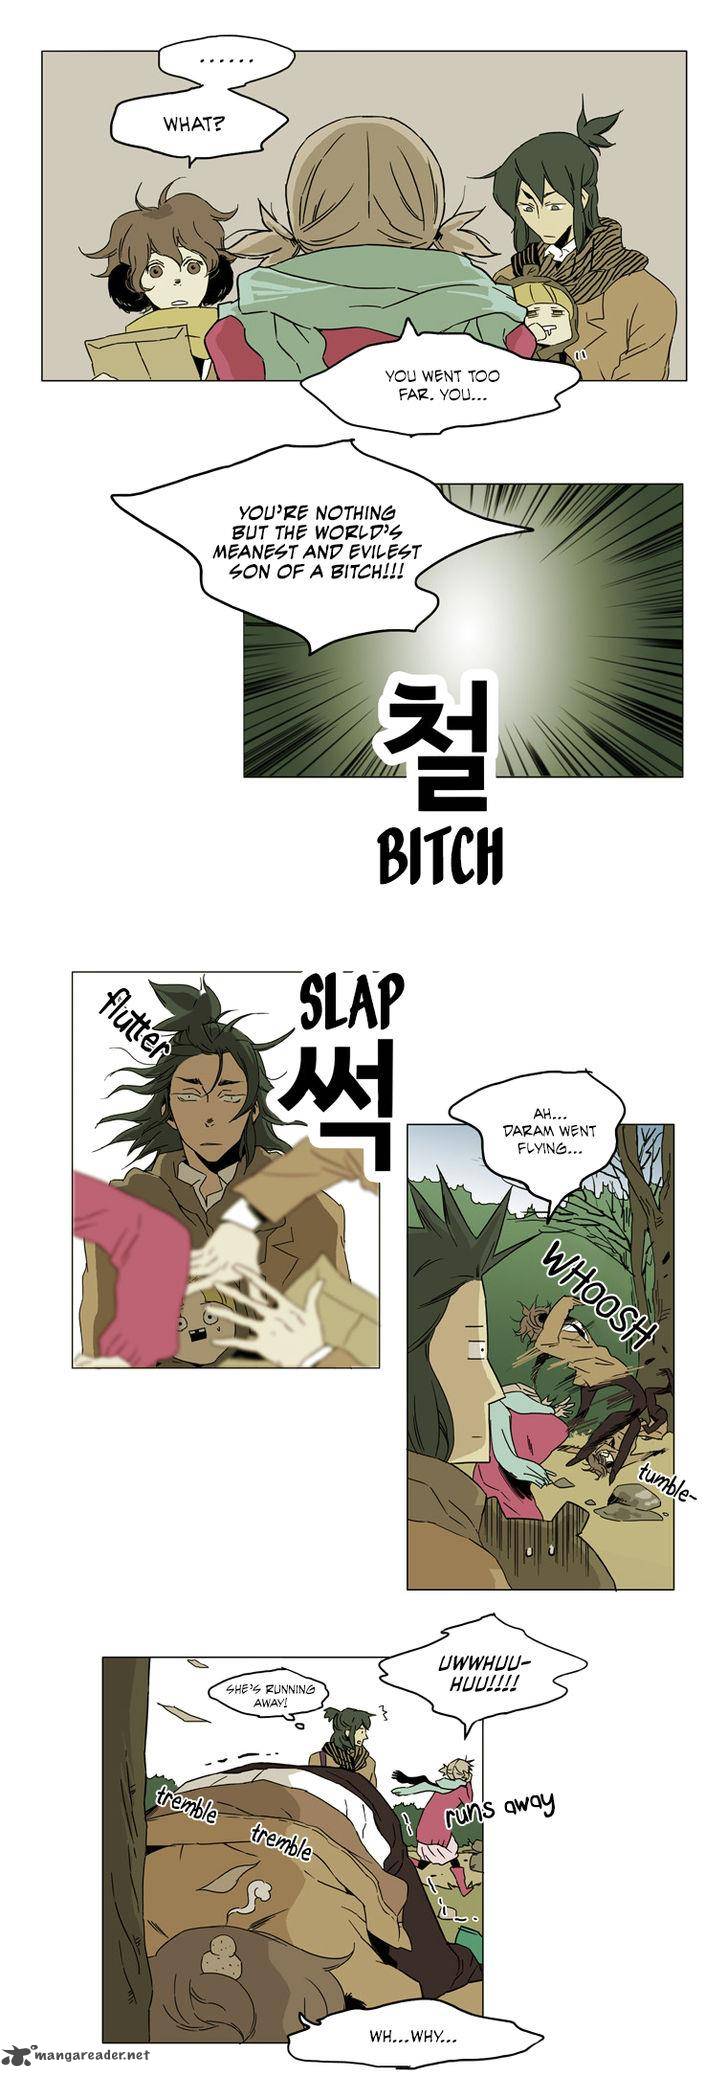 ......
WHAT?
YOU WENT TOO
FAR. YOU...
YOU'RE NOTHING
BUT THE WORLD'S
MEANEST AND EVILEST
SON OF A BITCH!!!
철
BITCH
flutter
SLAP
썩
AH...
DARAM WENT
FLYING...
WHOOSH
tumble-
UWWHUU-
HUU!!!!
SHE'S RUNNING
AWAY!
runs away
tremble
tremble
WH...WHY...
mangareader.net